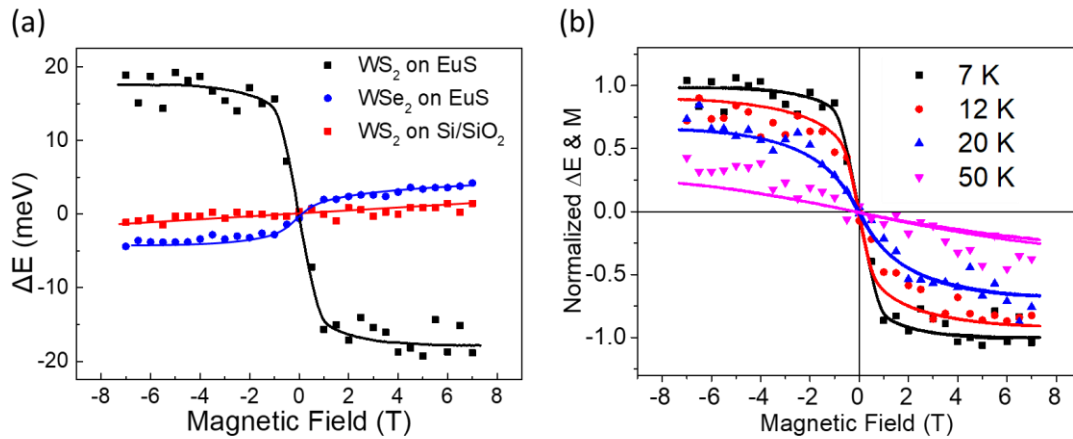 (a)
20
10
0
-10
-20
ΔE (meV)
WS₂ on EuS
WSe₂ on EuS
WS₂ on Si/SiO₂
-8 -6 -4 -2 0 2 4 6 8
Magnetic Field (T)
(b)
1.0
0.5
0.0
-0.5
-1.0
Normalized ΔE & M
7 K
12 K
20 K
50 K
-8 -6 -4 -2 0 2 4 6 8
Magnetic Field (T)